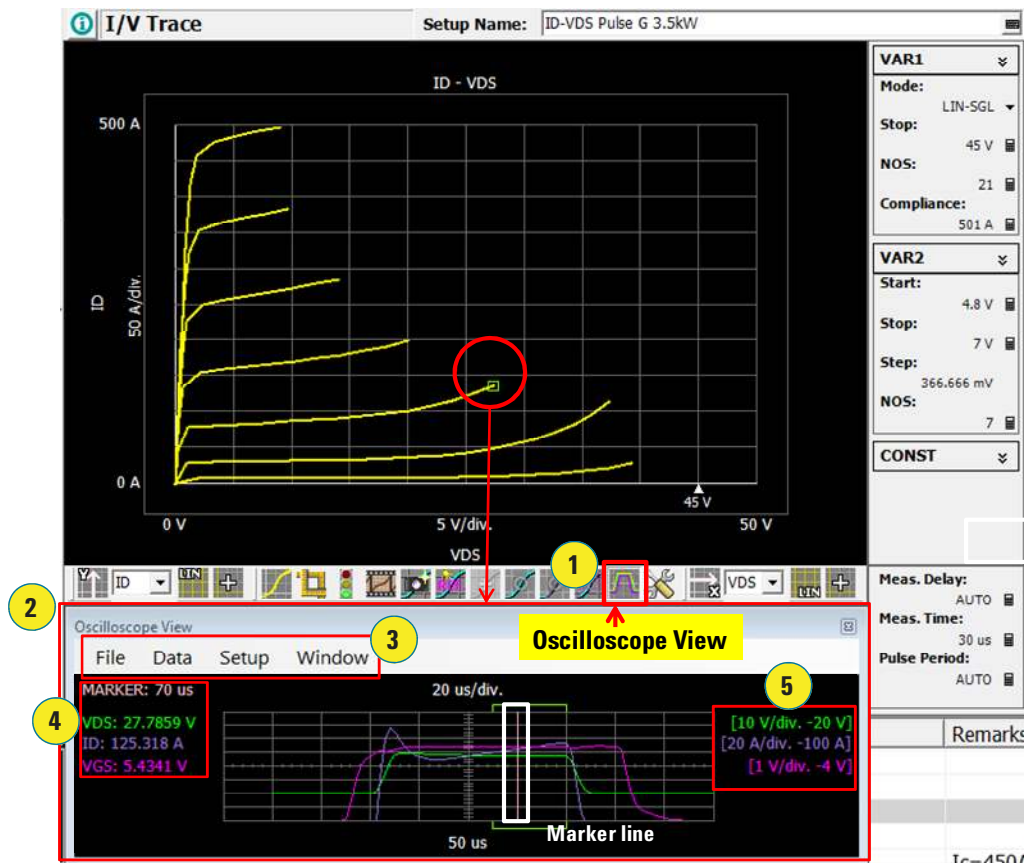 I/V Trace
Setup Name:
ID-VDS Pulse G 3.5kW
ID - VDS
500 A
ID
50 A/div.
0 A
45 V
0 V
5 V/div.
50 V
VDS
VAR1
Mode:
LIN-SGL
Stop:
45 V
NOS:
21
Compliance:
501 A
VAR2
Start:
4.8 V
Stop:
7 V
Step:
366.666 mV
NOS:
7
CONST
Y
ID
LIN
1
X
VDS
LIN
Meas. Delay:
AUTO
Meas. Time:
30 us
Pulse Period:
AUTO
Remarks
2
Oscilloscope View
Oscilloscope View
3
File Data Setup Window
MARKER: 70 us
20 us/div.
4
VDS: 27.7859 V
ID: 125.318 A
VGS: 5.4341 V
5
[10 V/div. -20 V]
[20 A/div. -100 A]
[1 V/div. -4 V]
Marker line
50 us